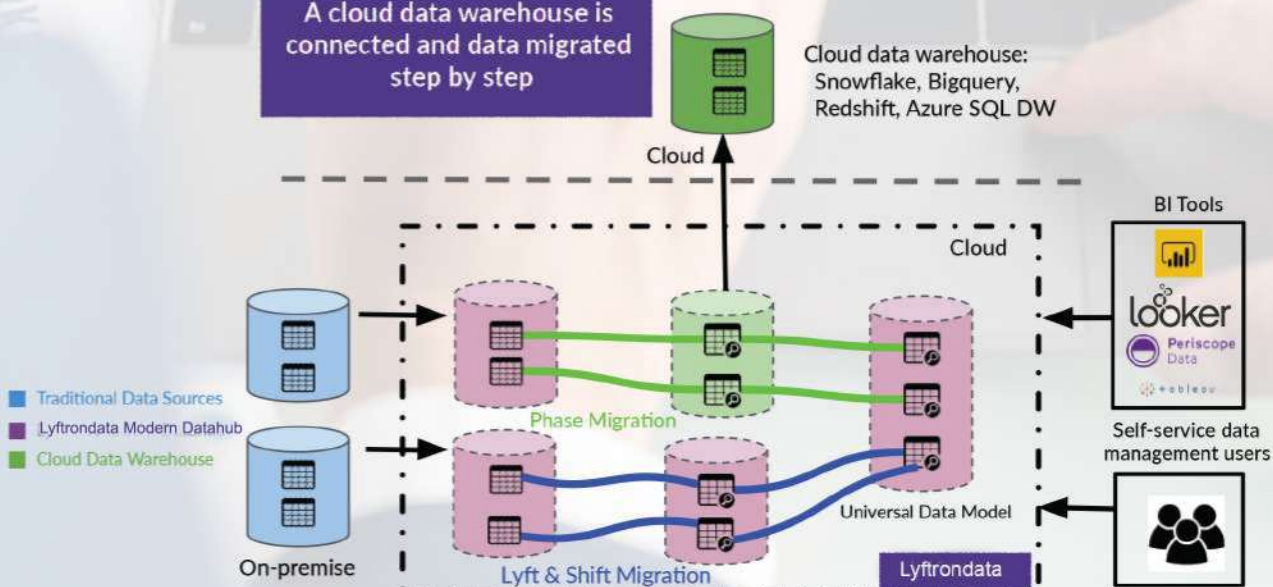 A cloud data warehouse is
connected and data migrated
step by step
Cloud data warehouse:
Snowflake, Bigquery,
Redshift, Azure SQL DW
Cloud
BI Tools
Cloud
looker
Periscope
Data
+ableau
Traditional Data Sources
Lyftrondata Modern Datahub
Cloud Data Warehouse
Phase Migration
Self-service data
management users
Universal Data Model
On-premise
Lyft & Shift Migration
Lyftrondata